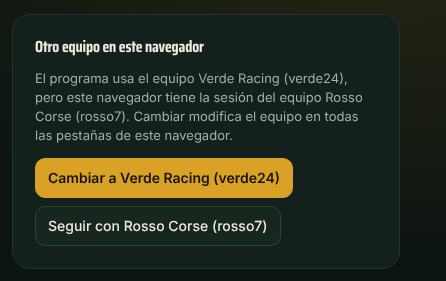 Otro equipo en este navegador
El programa usa el equipo Verde Racing (verde24),
pero este navegador tiene la sesión del equipo Rosso
Corse (rosso7). Cambiar modifica el equipo en todas
las pestañas de este navegador.
Cambiar a Verde Racing (verde24)
Seguir con Rosso Corse (rosso7)